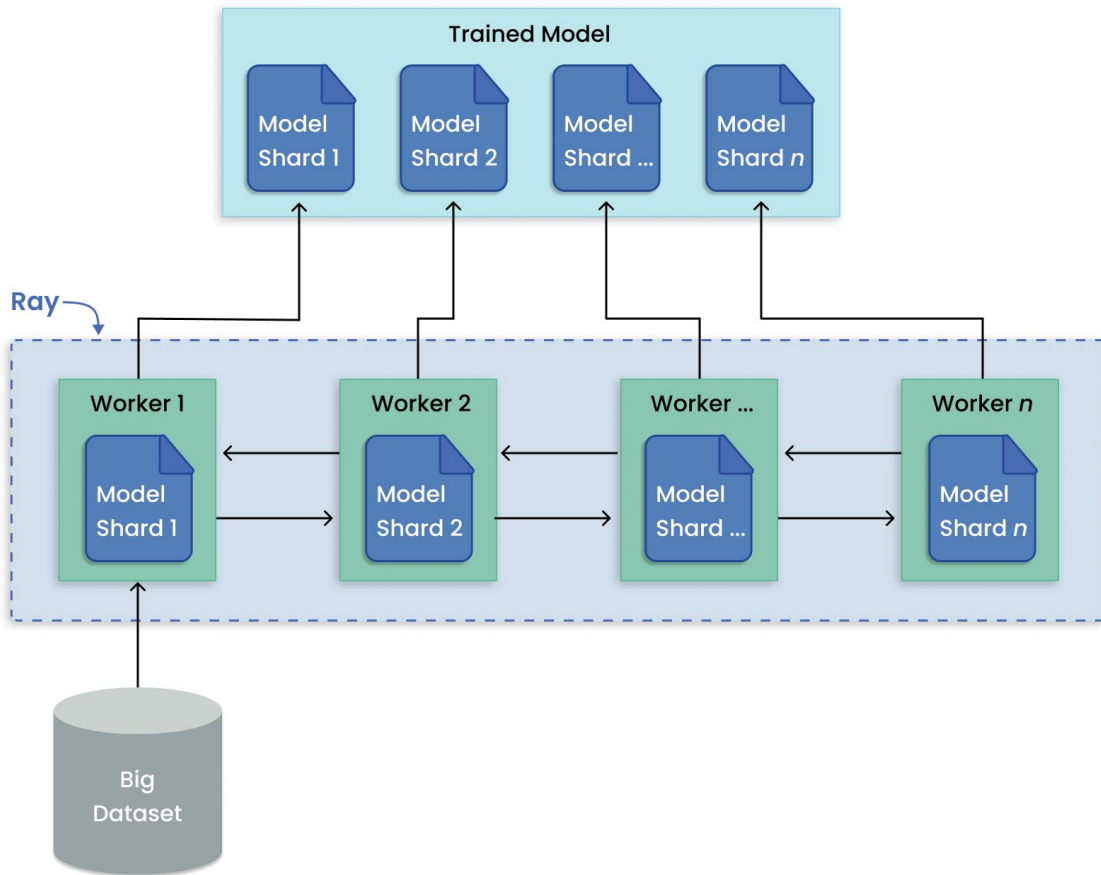 Trained Model
Model
Shard 1
Model
Shard 2
Model
Shard ...
Model
Shard n
Ray
Worker 1
Model
Shard 1
Worker 2
Model
Shard 2
Worker ...
Model
Shard ...
Worker n
Model
Shard n
Big
Dataset